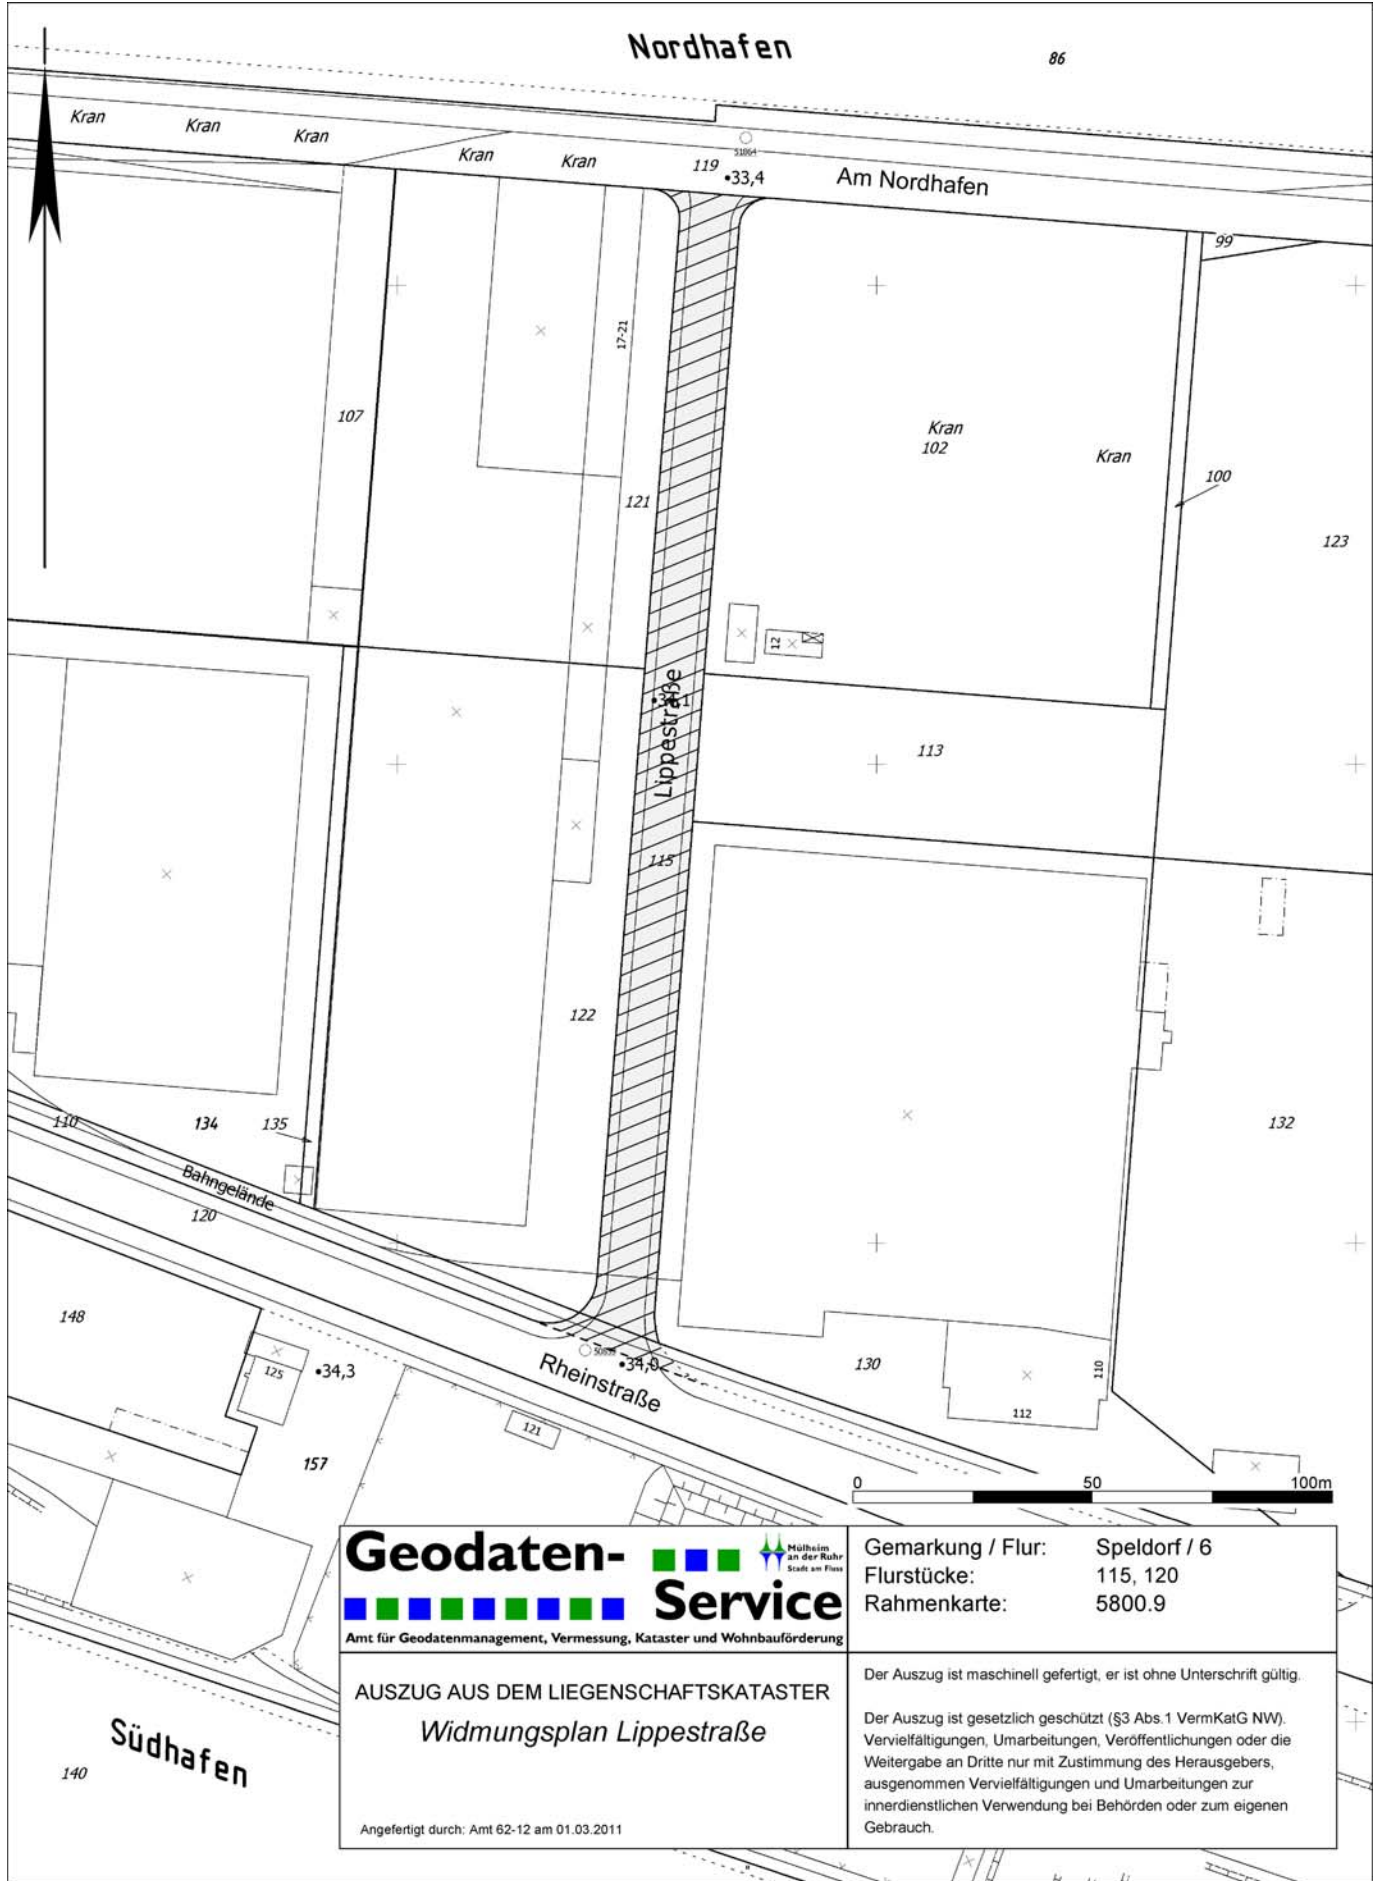 Nordhafen
86
Kran
Kran
Kran
Kran
Kran
119
51864
•33,4
Am Nordhafen
99
17-21
107
Kran
102
Kran
121
100
123
12
Lippestraße
113
115
122
110
134
135
132
Bahngelände
120
148
Rheinstraße
•34,0
130
110
112
125
•34,3
121
157
0 50 100m
Geodaten-
Service
Mülheim
an der Ruhr
Stadt am Fluss
Amt für Geodatenmanagement, Vermessung, Kataster und Wohnbauförderung
Gemarkung / Flur: Speldorf / 6
Flurstücke: 115, 120
Rahmenkarte: 5800.9
AUSZUG AUS DEM LIEGENSCHAFTSKATASTER
Widmungsplan Lippestraße
Angefertigt durch: Amt 62-12 am 01.03.2011
Der Auszug ist maschinell gefertigt, er ist ohne Unterschrift gültig.
Der Auszug ist gesetzlich geschützt (§3 Abs.1 VermKatG NW).
Vervielfältigungen, Umarbeitungen, Veröffentlichungen oder die
Weitergabe an Dritte nur mit Zustimmung des Herausgebers,
ausgenommen Vervielfältigungen und Umarbeitungen zur
innerdienstlichen Verwendung bei Behörden oder zum eigenen
Gebrauch.
Südhafen
140